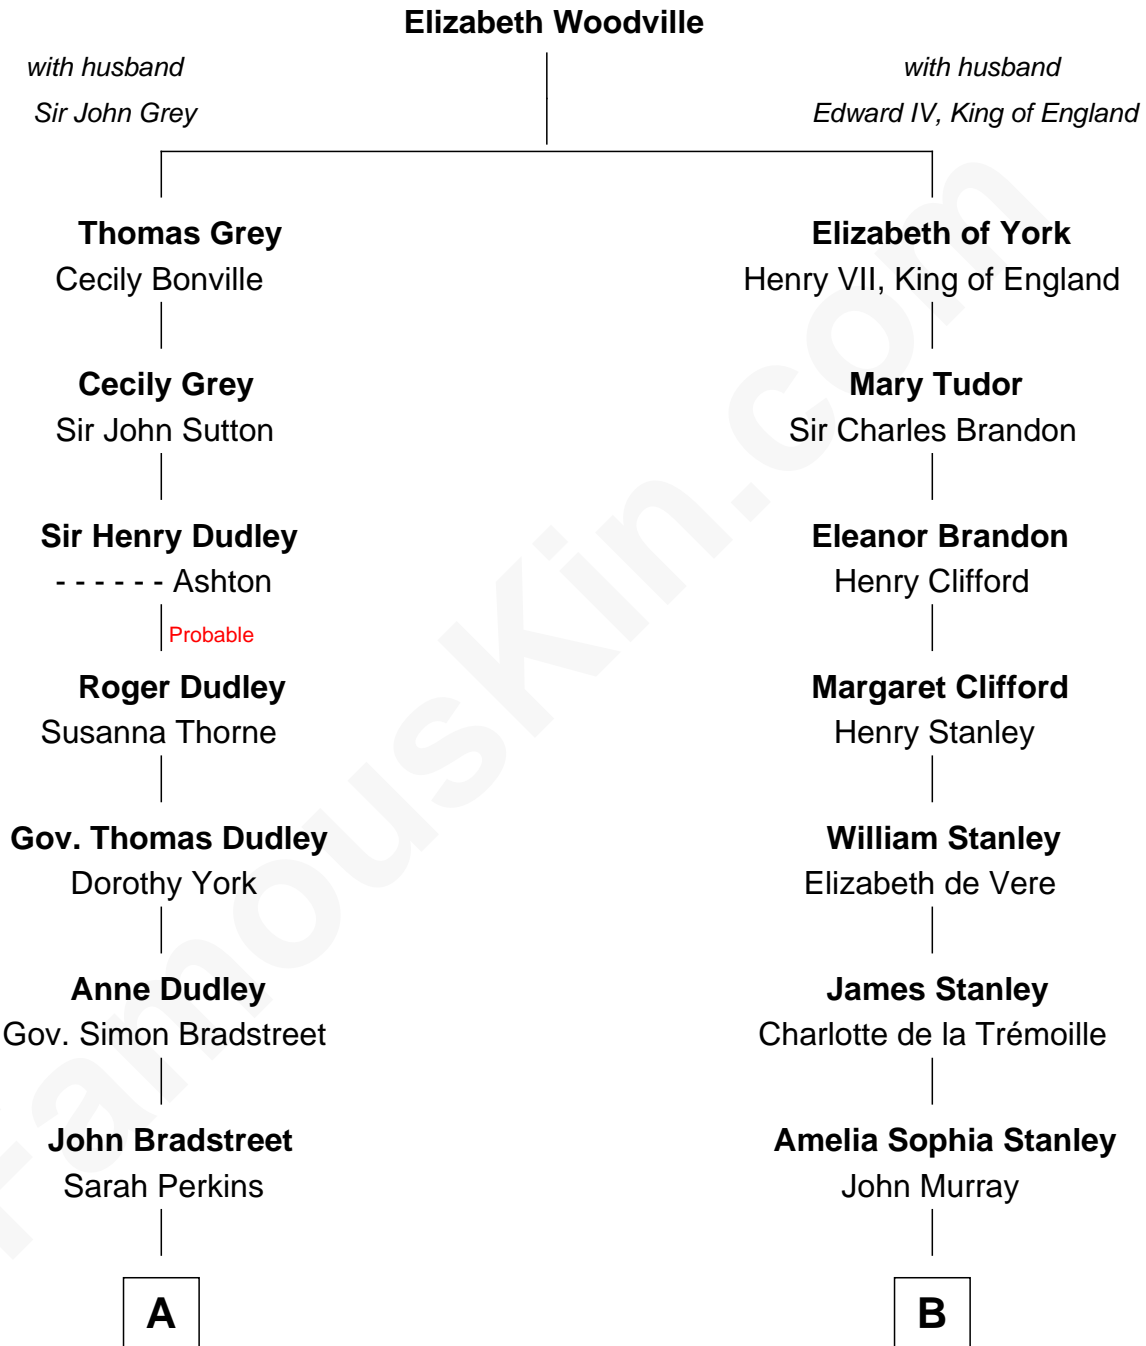 Elizabeth Woodville
with husband
Sir John Grey
with husband
Edward IV, King of England
Thomas Grey
Cecily Bonville
Elizabeth of York
Henry VII, King of England
Cecily Grey
Sir John Sutton
Mary Tudor
Sir Charles Brandon
Sir Henry Dudley
- - - - - - Ashton
Eleanor Brandon
Henry Clifford
Probable
Roger Dudley
Susanna Thorne
Margaret Clifford
Henry Stanley
Gov. Thomas Dudley
Dorothy York
William Stanley
Elizabeth de Vere
Anne Dudley
Gov. Simon Bradstreet
James Stanley
Charlotte de la Trémoille
John Bradstreet
Sarah Perkins
Amelia Sophia Stanley
John Murray
A
B
FamousKin.com